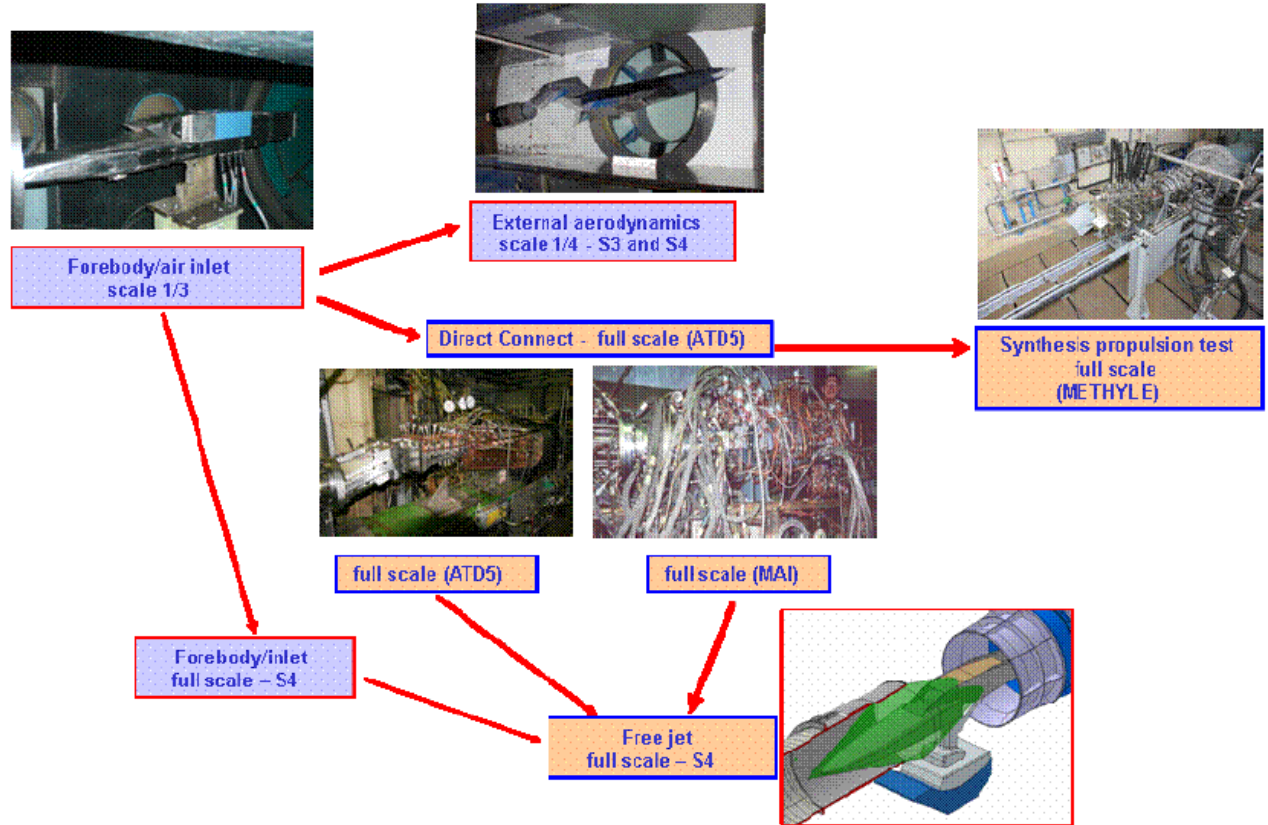 External aerodynamics
scale 1/4 - S3 and S4
Forebody/air inlet
scale 1/3
Direct Connect - full scale (ATD5)
Synthesis propulsion test
full scale
(METHYLE)
full scale (ATD5)
full scale (MAI)
Forebody/inlet
full scale – S4
Free jet
full scale – S4